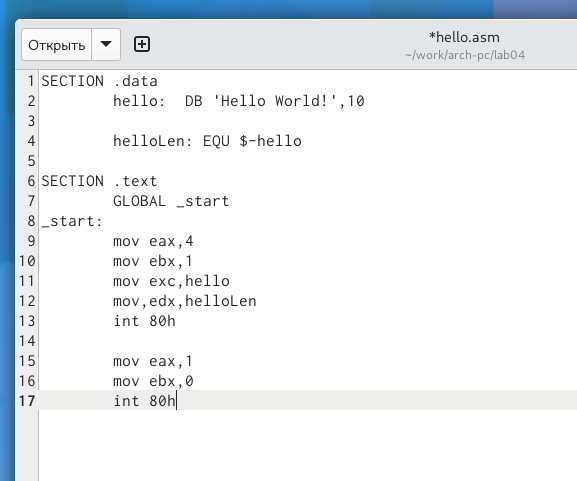 Открыть
*hello.asm
~/work/arch-pc/lab04
1 SECTION .data
2         hello:  DB 'Hello World!',10
3
4         helloLen: EQU $-hello
5
6 SECTION .text
7         GLOBAL _start
8 _start:
9         mov eax,4
10         mov ebx,1
11         mov exc,hello
12         mov,edx,helloLen
13         int 80h
14
15         mov eax,1
16         mov ebx,0
17         int 80h